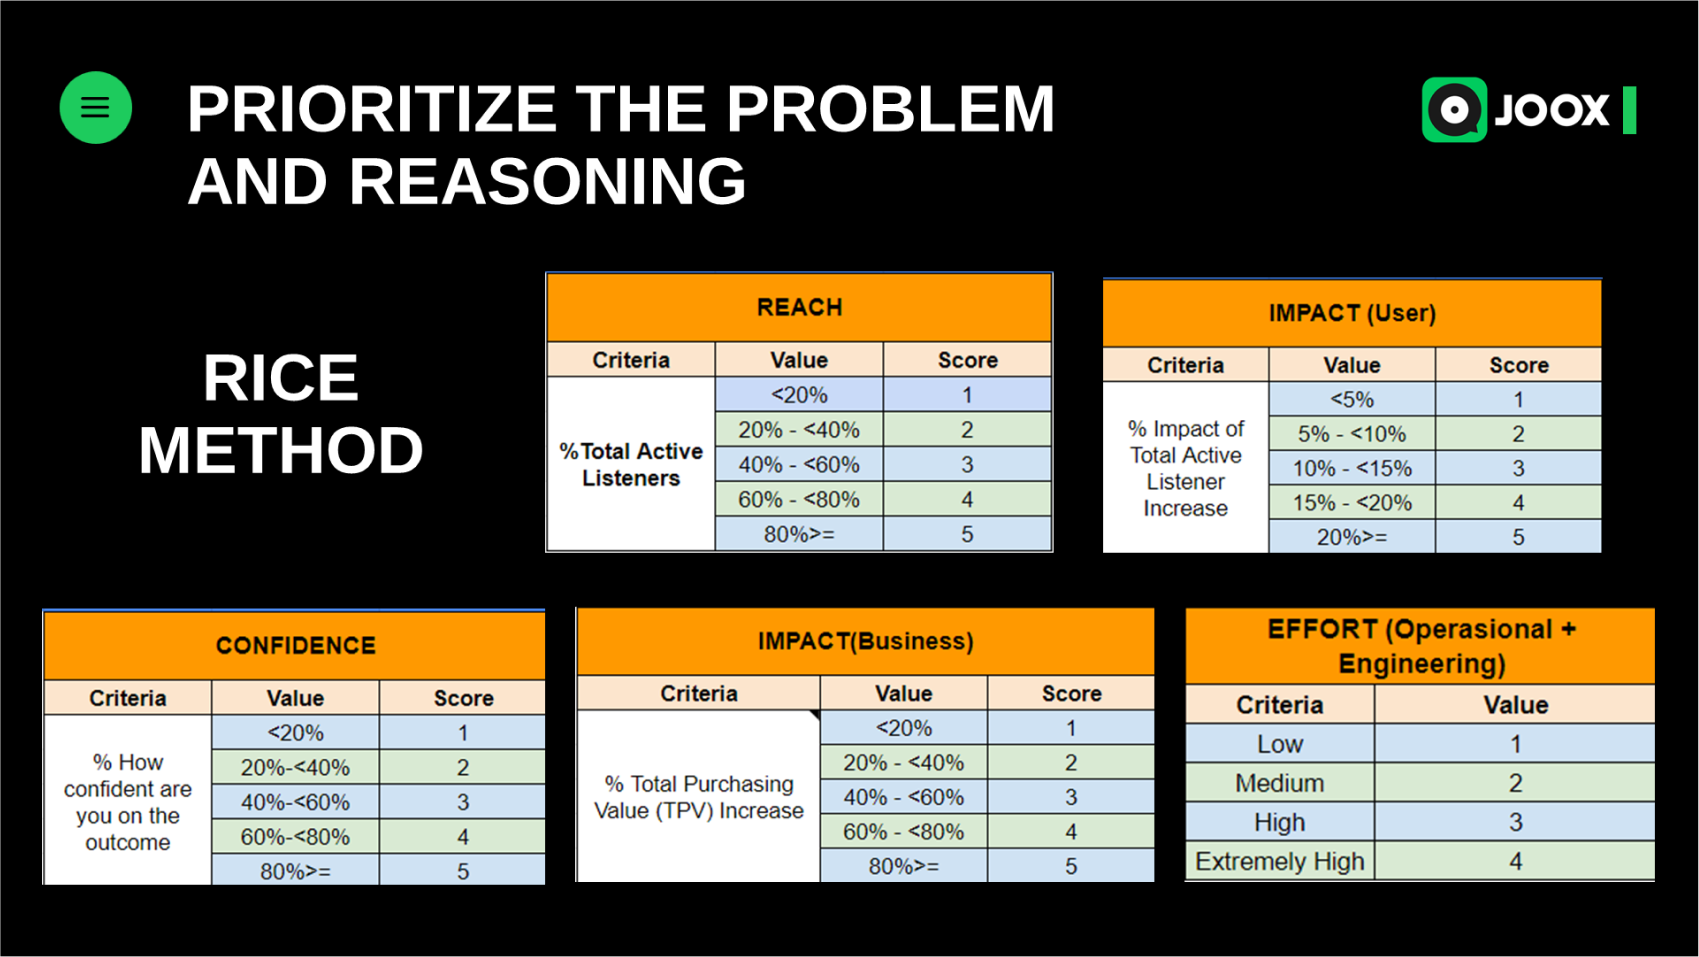 PRIORITIZE THE PROBLEM
AND REASONING
JOOX
RICE
METHOD
REACH
Criteria Value Score
%Total Active
Listeners
<20% 1
20% - <40% 2
40% - <60% 3
60% - <80% 4
80%>= 5
IMPACT (User)
Criteria Value Score
% Impact of
Total Active
Listener
Increase
<5% 1
5% - <10% 2
10% - <15% 3
15% - <20% 4
20%>= 5
CONFIDENCE
Criteria Value Score
% How
confident are
you on the
outcome
<20% 1
20%-<40% 2
40%-<60% 3
60%-<80% 4
80%>= 5
IMPACT(Business)
Criteria Value Score
% Total Purchasing
Value (TPV) Increase
<20% 1
20% - <40% 2
40% - <60% 3
60% - <80% 4
80%>= 5
EFFORT (Operasional +
Engineering)
Criteria Value
Low 1
Medium 2
High 3
Extremely High 4